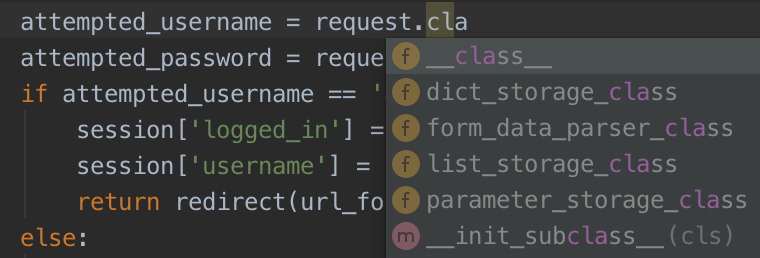 attempted_username = request.cla
attempted_password = reque
if attempted_username == '
session['logged_in'] =
session['username'] =
return redirect(url_fo
else:
f __class__
f dict_storage_class
f form_data_parser_class
f list_storage_class
f parameter_storage_class
m __init_subclass__(cls)